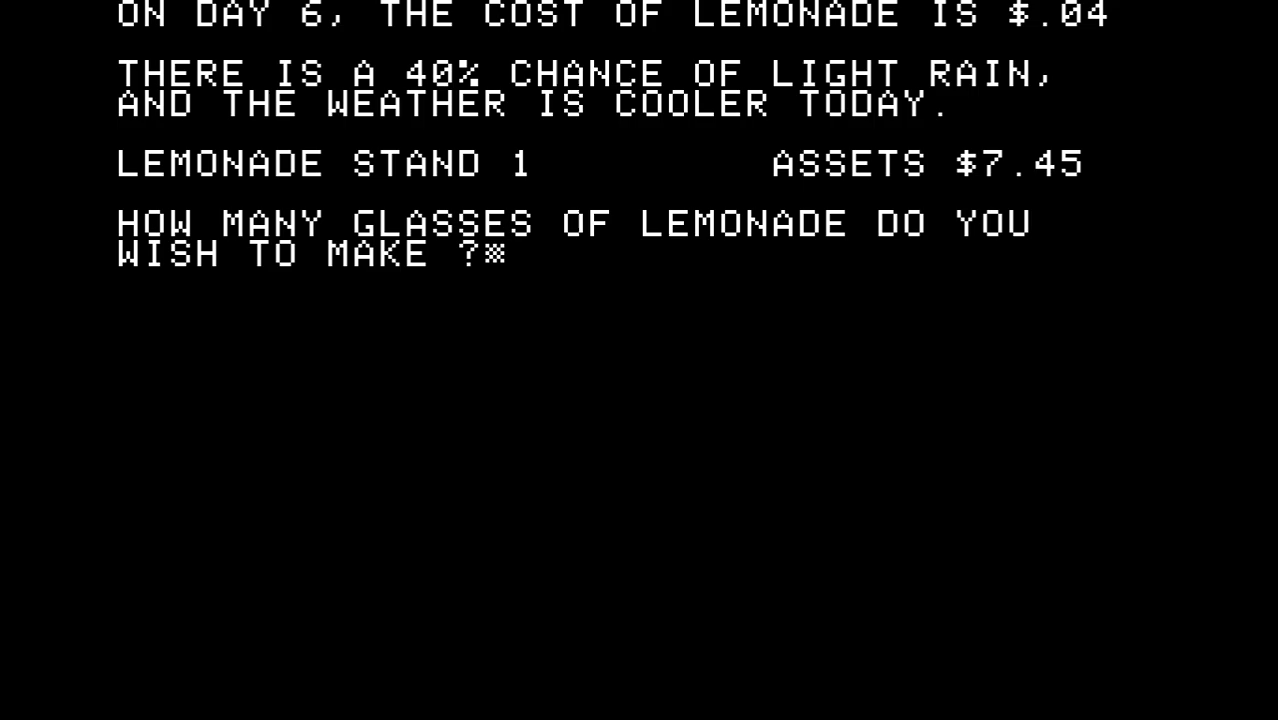 ON DAY 6, THE COST OF LEMONADE IS $.04
THERE IS A 40% CHANCE OF LIGHT RAIN,
AND THE WEATHER IS COOLER TODAY.
LEMONADE STAND 1 ASSETS $7.45
HOW MANY GLASSES OF LEMONADE DO YOU
WISH TO MAKE ?